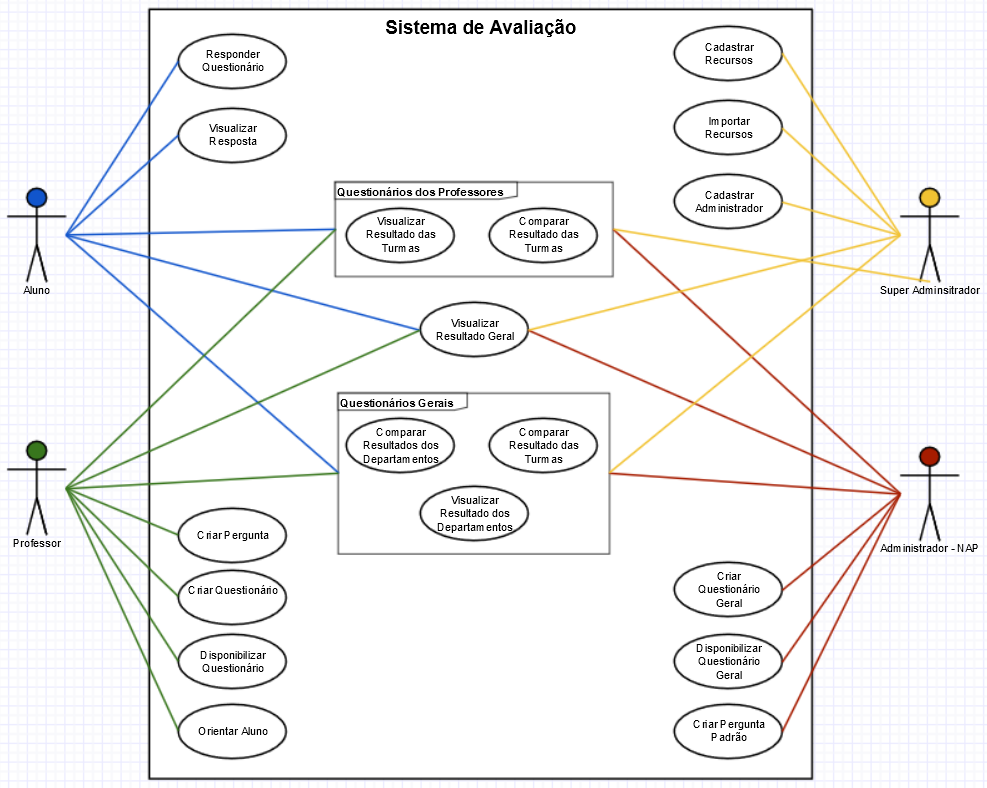 Sistema de Avaliação
Responder
Questionário
Visualizar
Resposta
Cadastrar
Recursos
Importar
Recursos
Cadastrar
Administrador
Questionários dos Professores
Visualizar
Resultado das
Turmas
Comparar
Resultado das
Turmas
Aluno
Super Adminsitrador
Visualizar
Resultado Geral
Questionários Gerais
Comparar
Resultados dos
Departamentos
Comparar
Resultado das
Turmas
Visualizar
Resultado dos
Departamentos
Professor
Administrador - NAP
Criar Pergunta
Criar Questionário
Disponibilizar
Questionário
Orientar Aluno
Criar
Questionário
Geral
Disponibilizar
Questionário
Geral
Criar Pergunta
Padrão